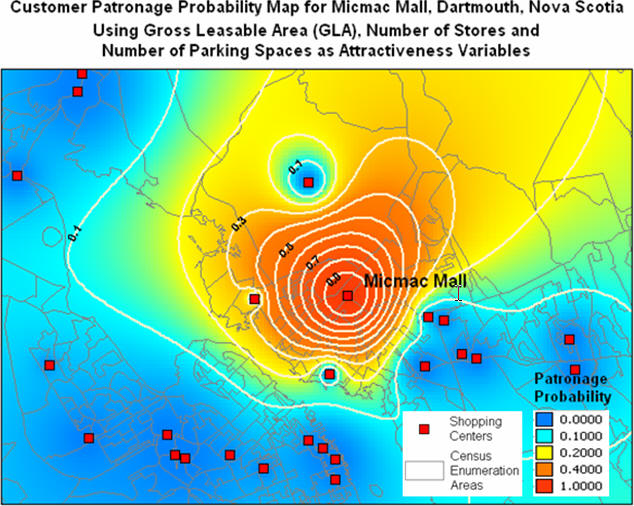 Customer Patronage Probability Map for Micmac Mall, Dartmouth, Nova Scotia
Using Gross Leasable Area (GLA), Number of Stores and
Number of Parking Spaces as Attractiveness Variables
0.1
0.1
0.3
0.5
0.7
0.9
Micmac Mall
Shopping
Centers
Census
Enumeration
Areas
Patronage
Probability
0.0000
0.1000
0.2000
0.4000
1.0000